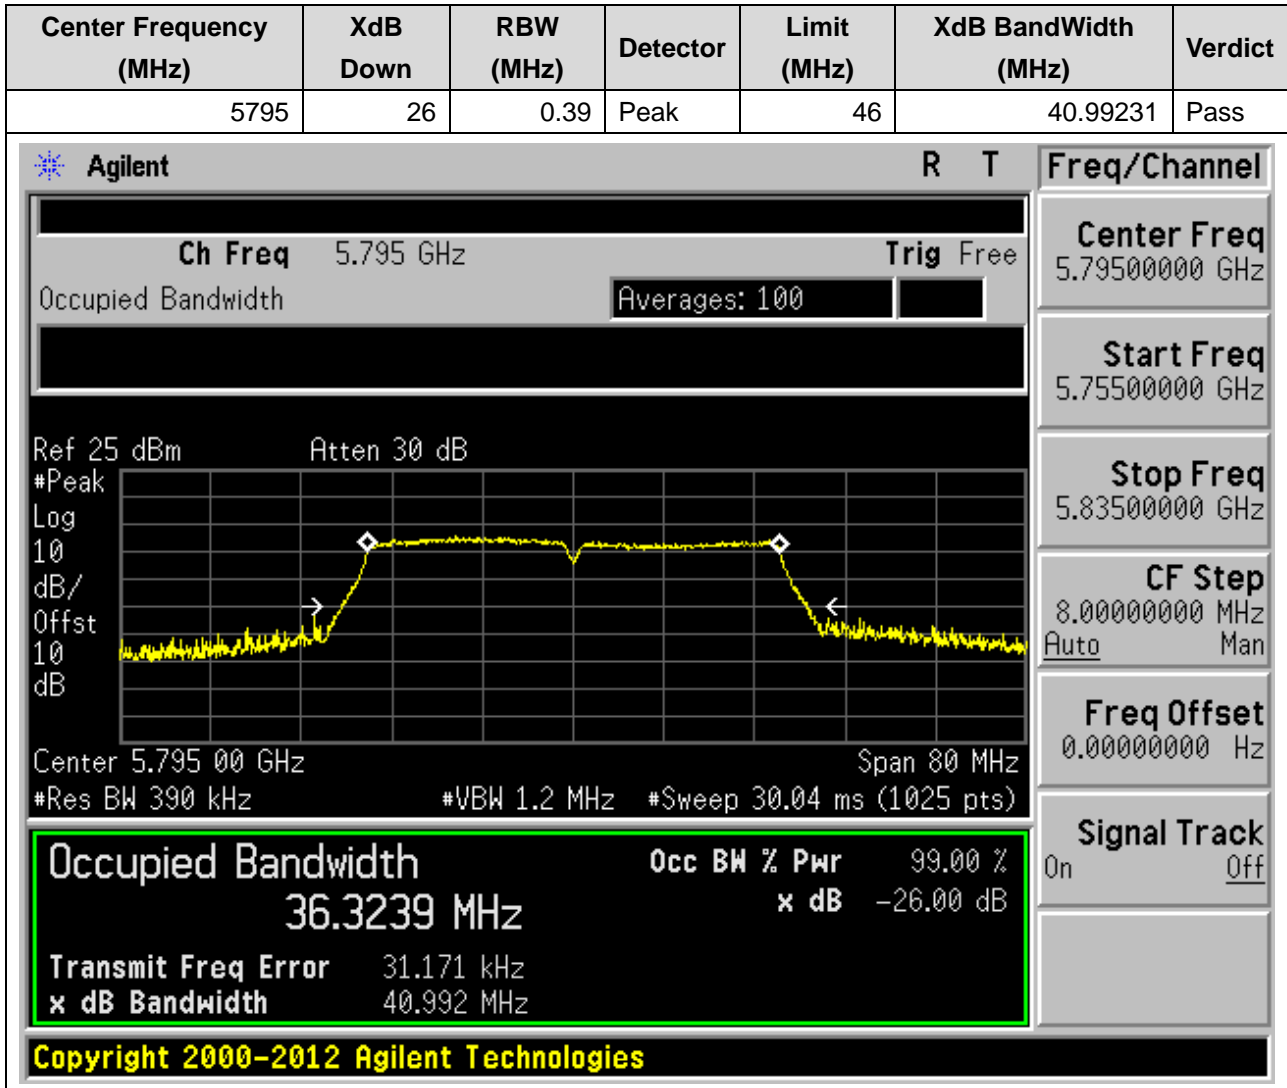 Center Frequency (MHz) XdB Down RBW (MHz) Detector Limit (MHz) XdB BandWidth (MHz) Verdict
5795 26 0.39 Peak 46 40.99231 Pass
Agilent R T
Ch Freq 5.795 GHz Trig Free
Occupied Bandwidth Averages: 100
Ref 25 dBm Atten 30 dB
#Peak
Log
10
dB/
Offst
10
dB
Center 5.795 00 GHz Span 80 MHz
#Res BW 390 kHz #VBW 1.2 MHz #Sweep 30.04 ms (1025 pts)
Occupied Bandwidth Occ BW % Pwr 99.00 %
36.3239 MHz x dB -26.00 dB
Transmit Freq Error 31.171 kHz
x dB Bandwidth 40.992 MHz
Copyright 2000-2012 Agilent Technologies
Freq/Channel
Center Freq
5.79500000 GHz
Start Freq
5.75500000 GHz
Stop Freq
5.83500000 GHz
CF Step
8.00000000 MHz
Auto Man
Freq Offset
0.00000000 Hz
Signal Track
On Off